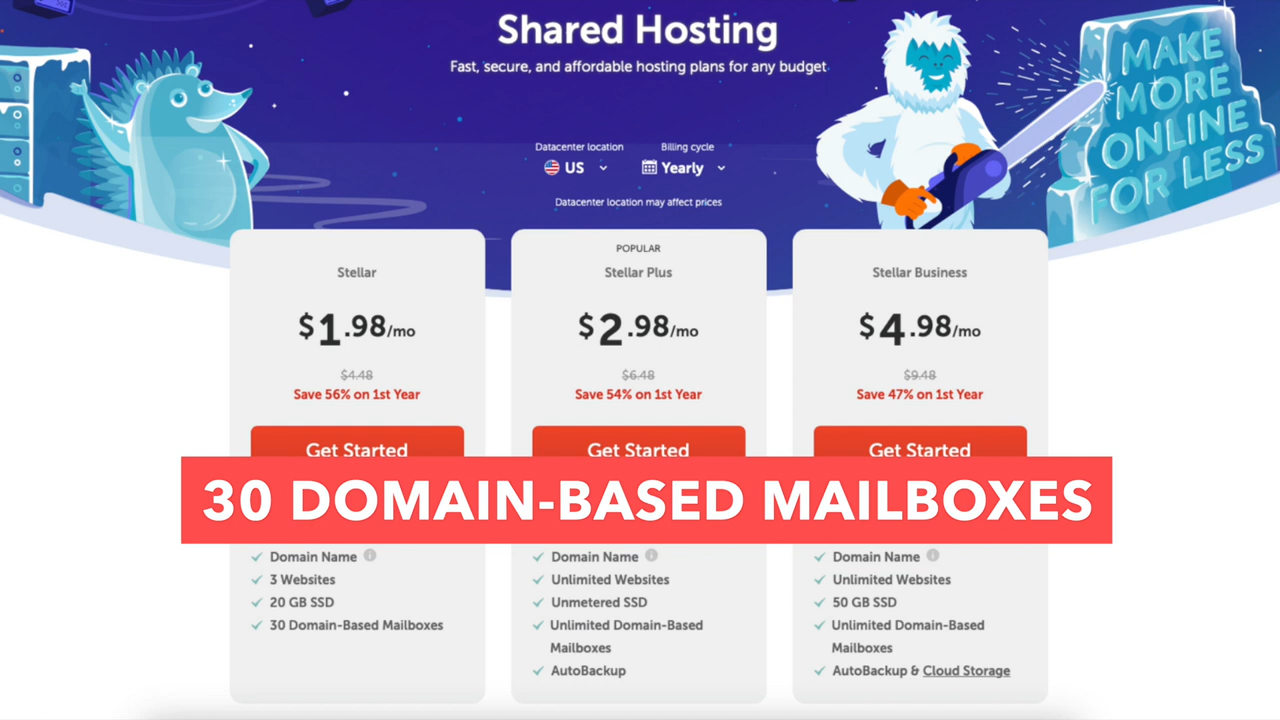 Shared Hosting
Fast, secure, and affordable hosting plans for any budget
MAKE
MORE
ONLINE
FOR LESS
Datacenter location
Billing cycle
US
Yearly
Datacenter location may affect prices
Stellar
$1.98/mo
$4.48
Save 56% on 1st Year
Get Started
POPULAR
Stellar Plus
$2.98/mo
$6.48
Save 54% on 1st Year
Get Started
Stellar Business
$4.98/mo
$9.48
Save 47% on 1st Year
Get Started
30 DOMAIN-BASED MAILBOXES
Domain Name
3 Websites
20 GB SSD
30 Domain-Based Mailboxes
Domain Name
Unlimited Websites
Unmetered SSD
Unlimited Domain-Based
Mailboxes
AutoBackup
Domain Name
Unlimited Websites
50 GB SSD
Unlimited Domain-Based
Mailboxes
AutoBackup & Cloud Storage